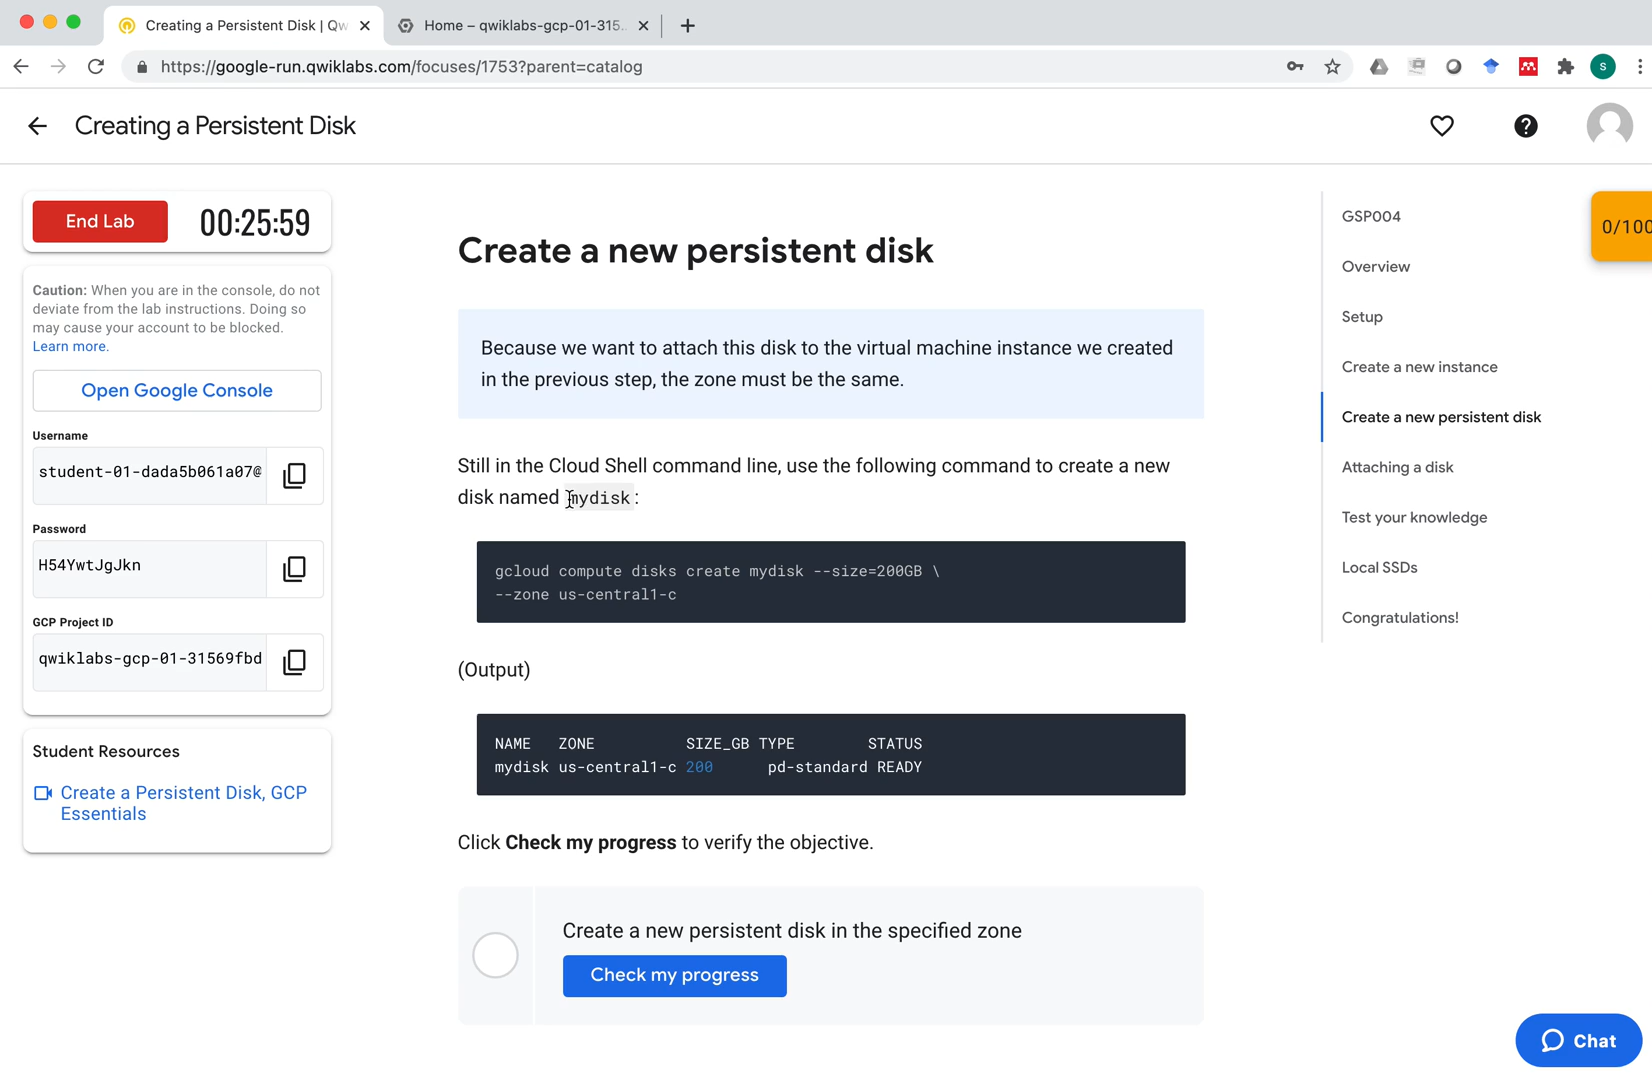 Creating a Persistent Disk | Qw
Home – qwiklabs-gcp-01-315..
https://google-run.qwiklabs.com/focuses/1753?parent=catalog
S
Creating a Persistent Disk
End Lab
00:25:59
Caution: When you are in the console, do not
deviate from the lab instructions. Doing so
may cause your account to be blocked.
Learn more.
Open Google Console
Username
student-01-dada5b061a07@
Password
H54YwtJgJkn
GCP Project ID
qwiklabs-gcp-01-31569fbd
Student Resources
Create a Persistent Disk, GCP
Essentials
Create a new persistent disk
Because we want to attach this disk to the virtual machine instance we created
in the previous step, the zone must be the same.
Still in the Cloud Shell command line, use the following command to create a new
disk named mydisk:
gcloud compute disks create mydisk --size=200GB \
--zone us-central1-c
(Output)
NAME ZONE SIZE_GB TYPE STATUS
mydisk us-central1-c 200 pd-standard READY
Click Check my progress to verify the objective.
Create a new persistent disk in the specified zone
Check my progress
GSP004
Overview
Setup
Create a new instance
Create a new persistent disk
Attaching a disk
Test your knowledge
Local SSDs
Congratulations!
0/100
Chat